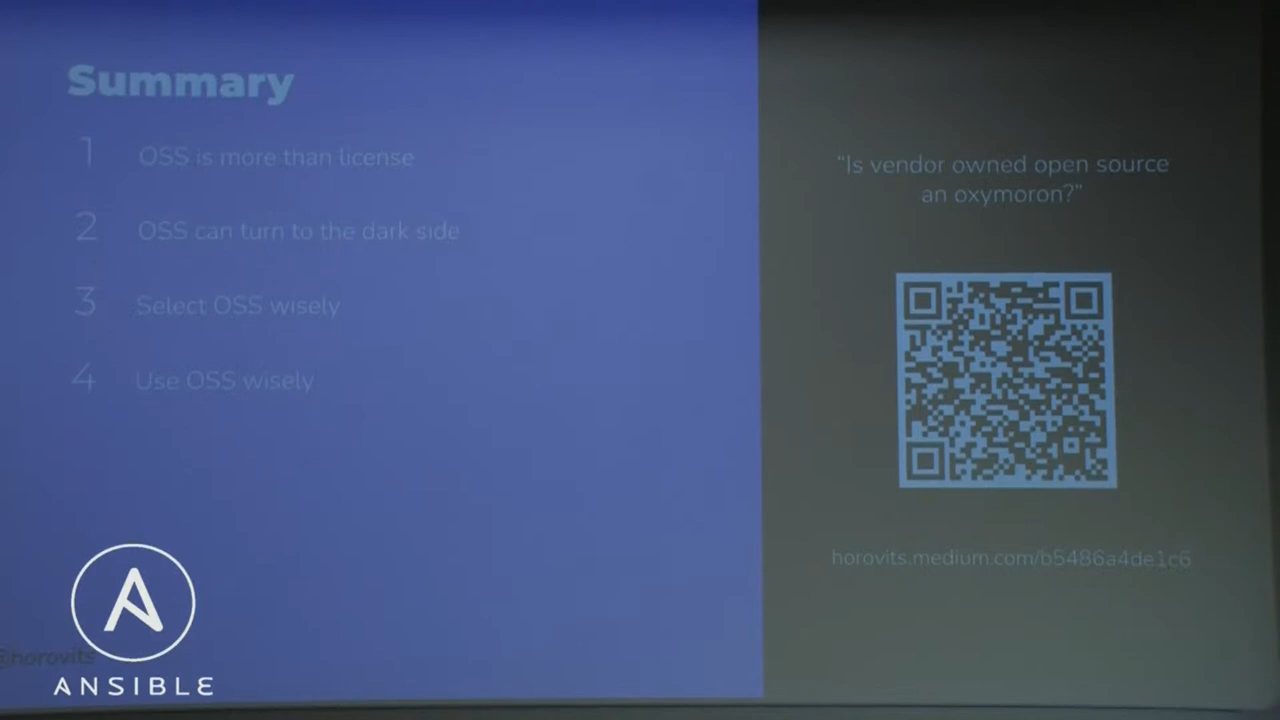 Summary
1 OSS is more than license
2 OSS can turn to the dark side
3 Select OSS wisely
4 Use OSS wisely
“Is vendor owned open source
an oxymoron?”
horovits.medium.com/b5486a4de1c6
@horovits
ANSIBLE